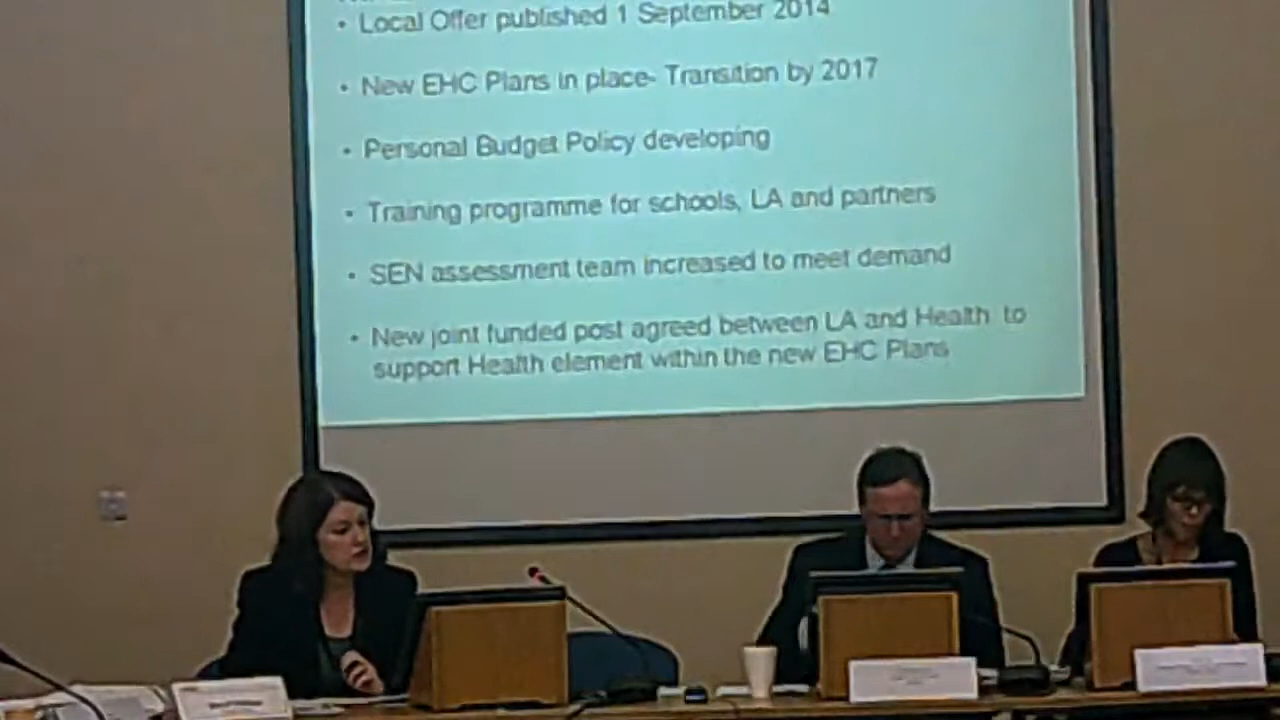 • Local Offer published 1 September 2014
• New EHC Plans in place- Transition by 2017
• Personal Budget Policy developing
• Training programme for schools, LA and partners
• SEN assessment team increased to meet demand
• New joint funded post agreed between LA and Health to
support Health element within the new EHC Plans